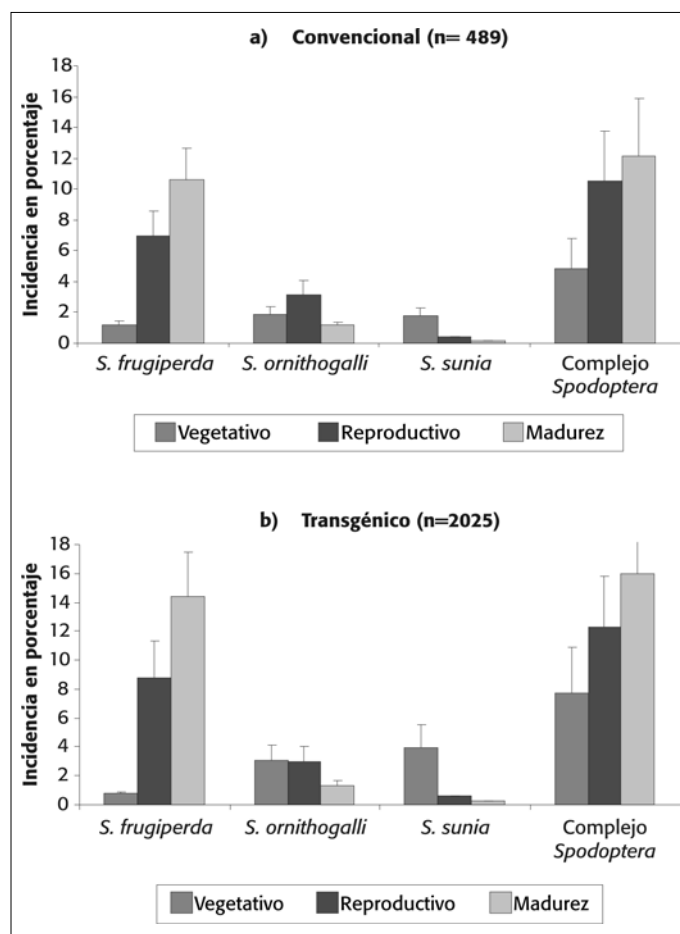 a) Convencional (n= 489)
Incidencia en porcentaje
18
16
14
12
10
8
6
4
2
0
S. frugiperda S. ornithogalli S. sunia Complejo
Spodoptera
Vegetativo Reproductivo Madurez
b) Transgénico (n=2025)
Incidencia en porcentaje
18
16
14
12
10
8
6
4
2
0
S. frugiperda S. ornithogalli S. sunia Complejo
Spodoptera
Vegetativo Reproductivo Madurez